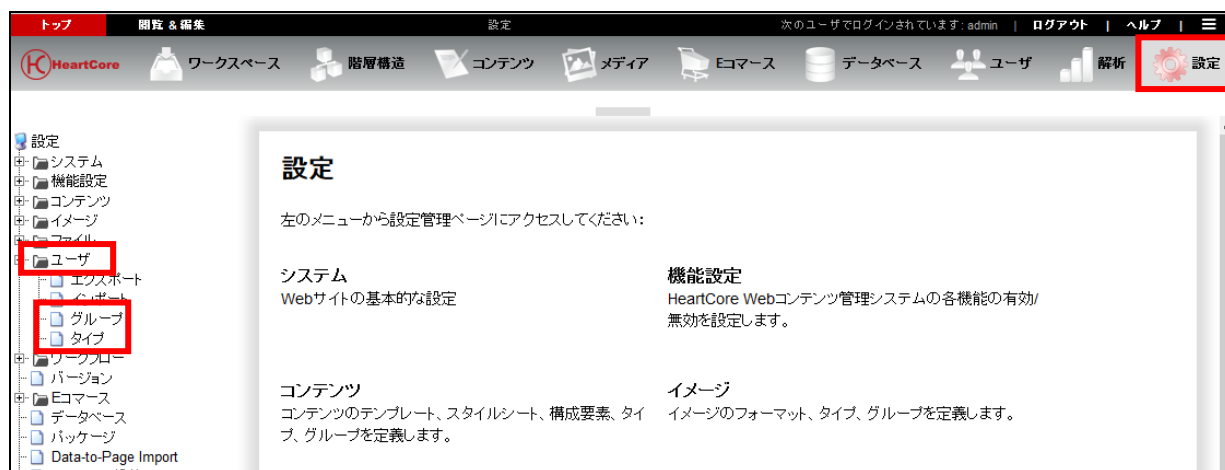 トップ 閲覧 & 編集 設定 次のユーザでログインされています: admin | ログアウト | ヘルプ |
HeartCore ワークスペース 階層構造 コンテンツ メディア Eコマース データベース ユーザ 解析 設定
設定
システム
機能設定
コンテンツ
イメージ
ファイル
ユーザ
エクスポート
インポート
グループ
タイプ
ワークフロー
バージョン
Eコマース
データベース
パッケージ
Data-to-Page Import
設定
左のメニューから設定管理ページにアクセスしてください:
システム
Webサイトの基本的な設定
機能設定
HeartCore Webコンテンツ管理システムの各機能の有効/
無効を設定します。
コンテンツ
コンテンツのテンプレート、スタイルシート、構成要素、タイ
プ、グループを定義します。
イメージ
イメージのフォーマット、タイプ、グループを定義します。